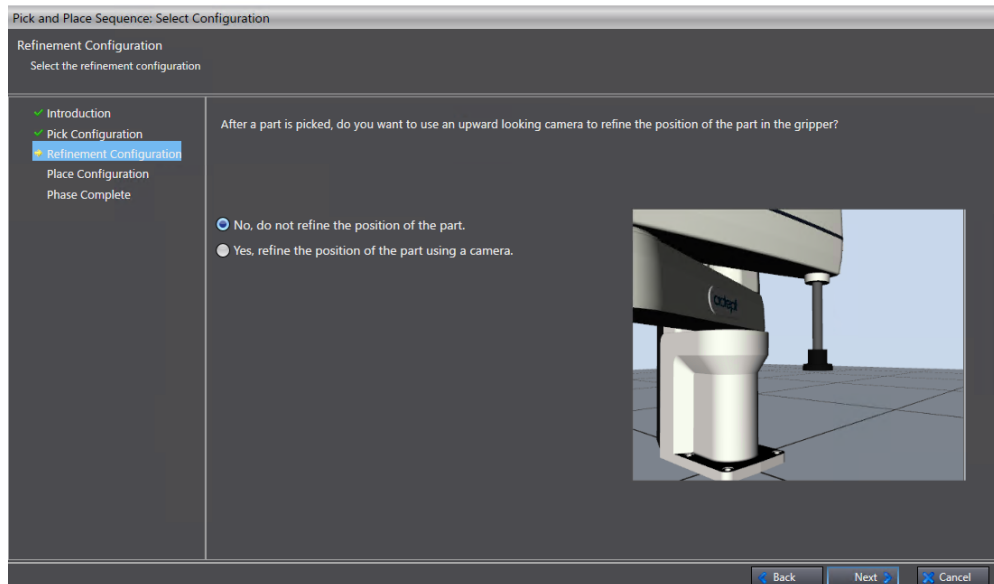 Pick and Place Sequence: Select Configuration
Refinement Configuration
Select the refinement configuration
Introduction
Pick Configuration
Refinement Configuration
Place Configuration
Phase Complete
After a part is picked, do you want to use an upward looking camera to refine the position of the part in the gripper?
No, do not refine the position of the part.
Yes, refine the position of the part using a camera.
adept
Back
Next
Cancel